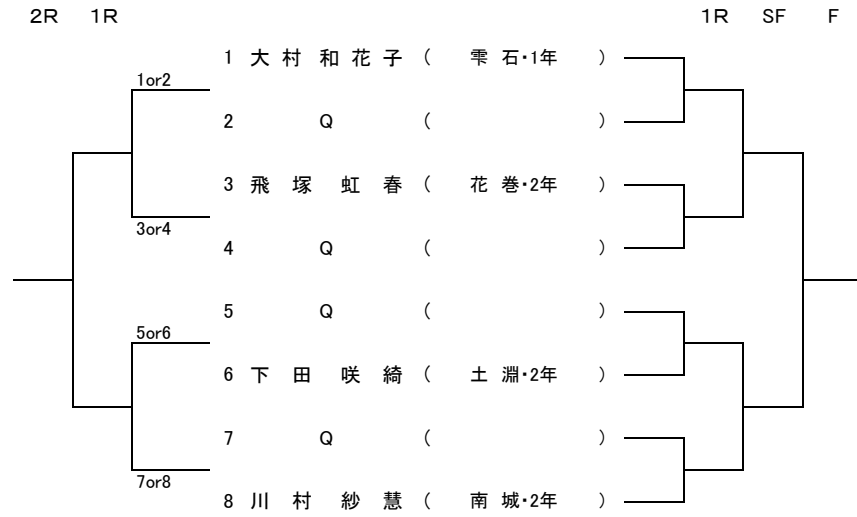 2R 1R 1R SF F
1 大村 和花子 ( 雫石・1年 )
1or2
2 Q ( )
3 飛塚 虹春 ( 花巻・2年 )
3or4
4 Q ( )
5 Q ( )
5or6
6 下田 咲綺 ( 土淵・2年 )
7 Q ( )
7or8
8 川村 紗慧 ( 南城・2年 )